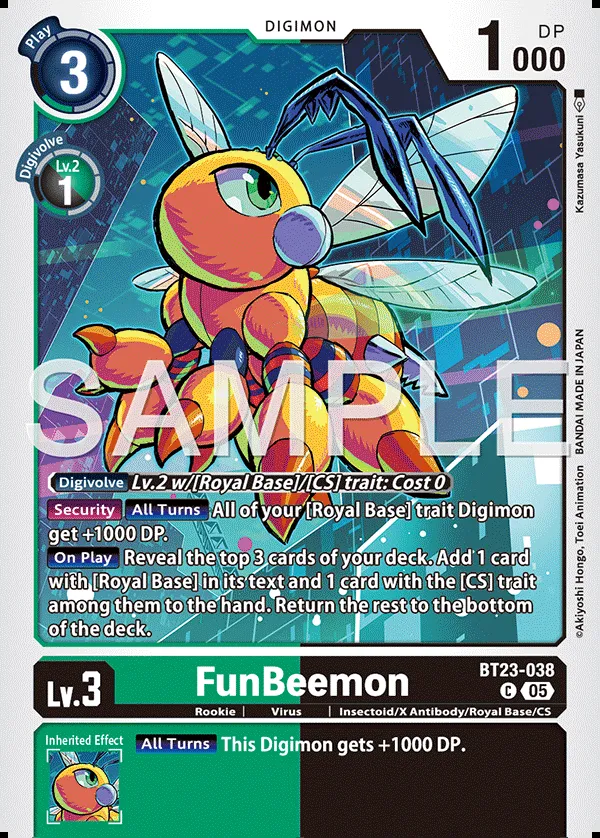 DIGIMON
Play
3
1000
DP
Digivolve
Lv.2
1
Kazumasa Yasukuni
SAMPLE
©Akiyoshi Hongo, Toei Animation BANDAI MADE IN JAPAN
Digivolve Lv.2 w/[Royal Base]/[CS] trait: Cost 0
Security All Turns All of your [Royal Base] trait Digimon
get +1000 DP.
On Play Reveal the top 3 cards of your deck. Add 1 card
with [Royal Base] in its text and 1 card with the [CS] trait
among them to the hand. Return the rest to the bottom
of the deck.
Lv.3
FunBeemon
BT23-038
C 05
Rookie | Virus | Insectoid/X Antibody/Royal Base/CS
Inherited Effect
All Turns This Digimon gets +1000 DP.